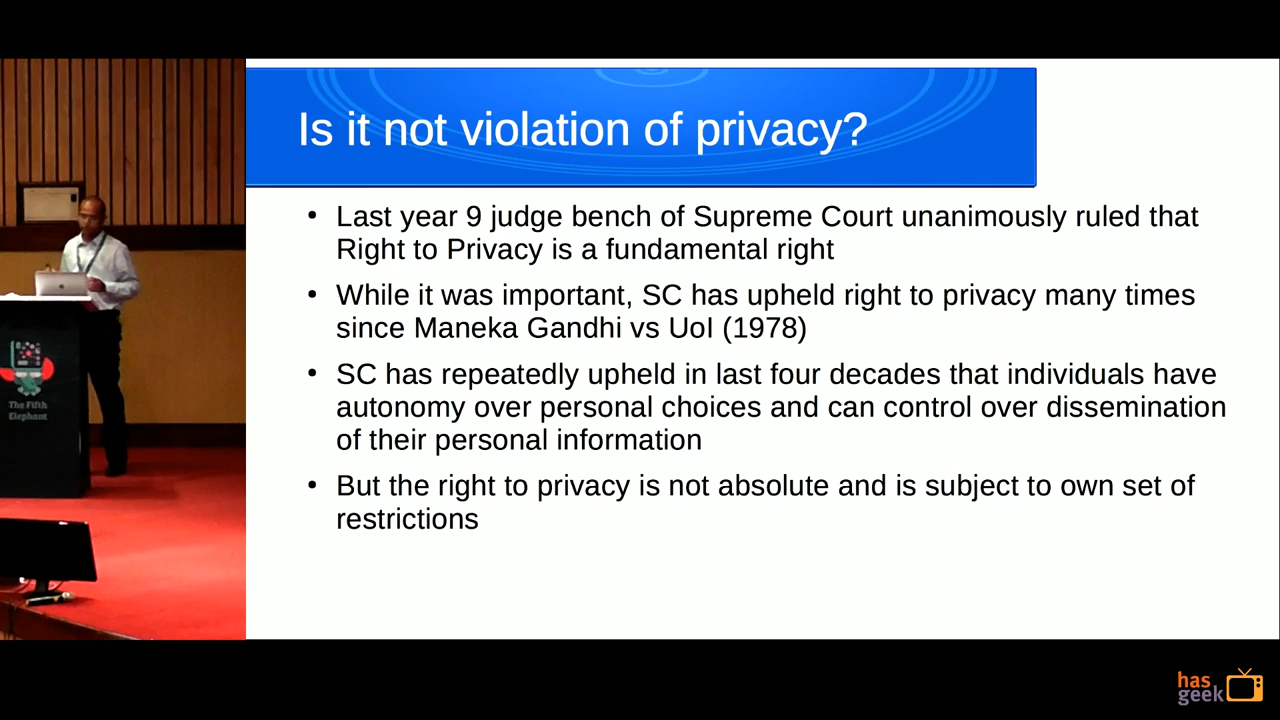 Is it not violation of privacy?
• Last year 9 judge bench of Supreme Court unanimously ruled that
Right to Privacy is a fundamental right
• While it was important, SC has upheld right to privacy many times
since Maneka Gandhi vs UoI (1978)
• SC has repeatedly upheld in last four decades that individuals have
autonomy over personal choices and can control over dissemination
of their personal information
• But the right to privacy is not absolute and is subject to own set of
restrictions
The Fifth
Elephant
has
geek